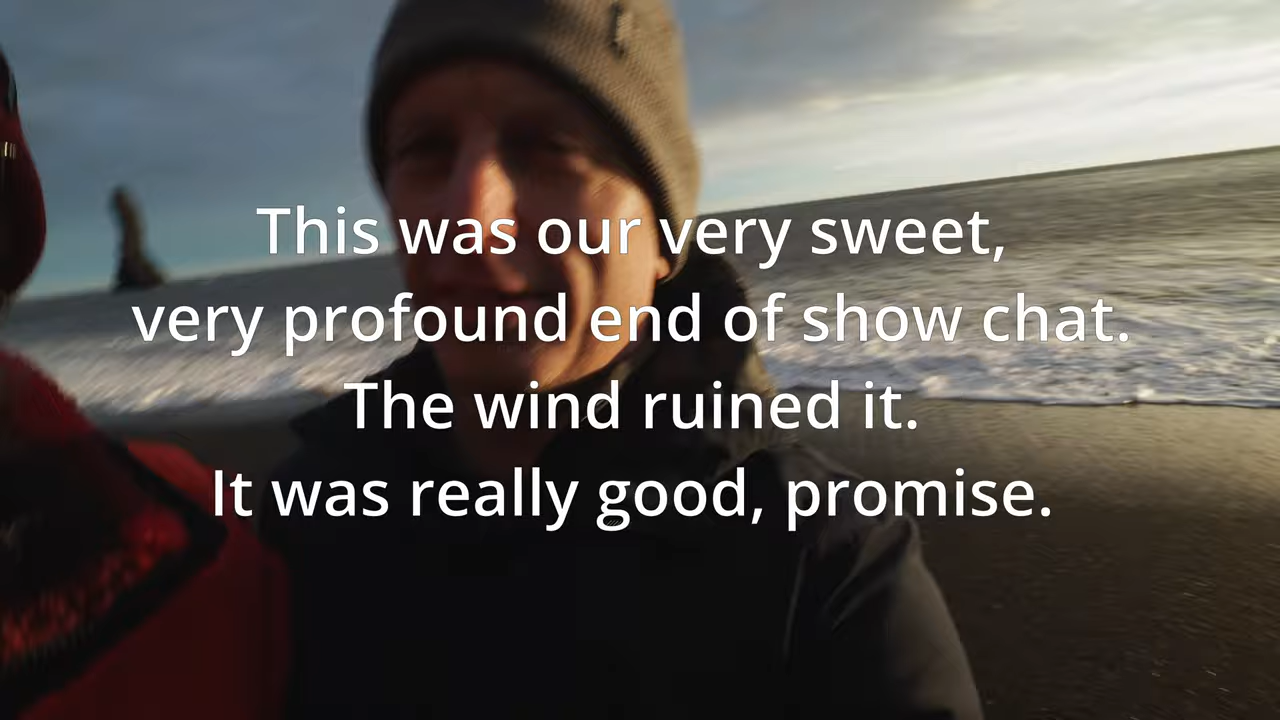 This was our very sweet,
very profound end of show chat.
The wind ruined it.
It was really good, promise.